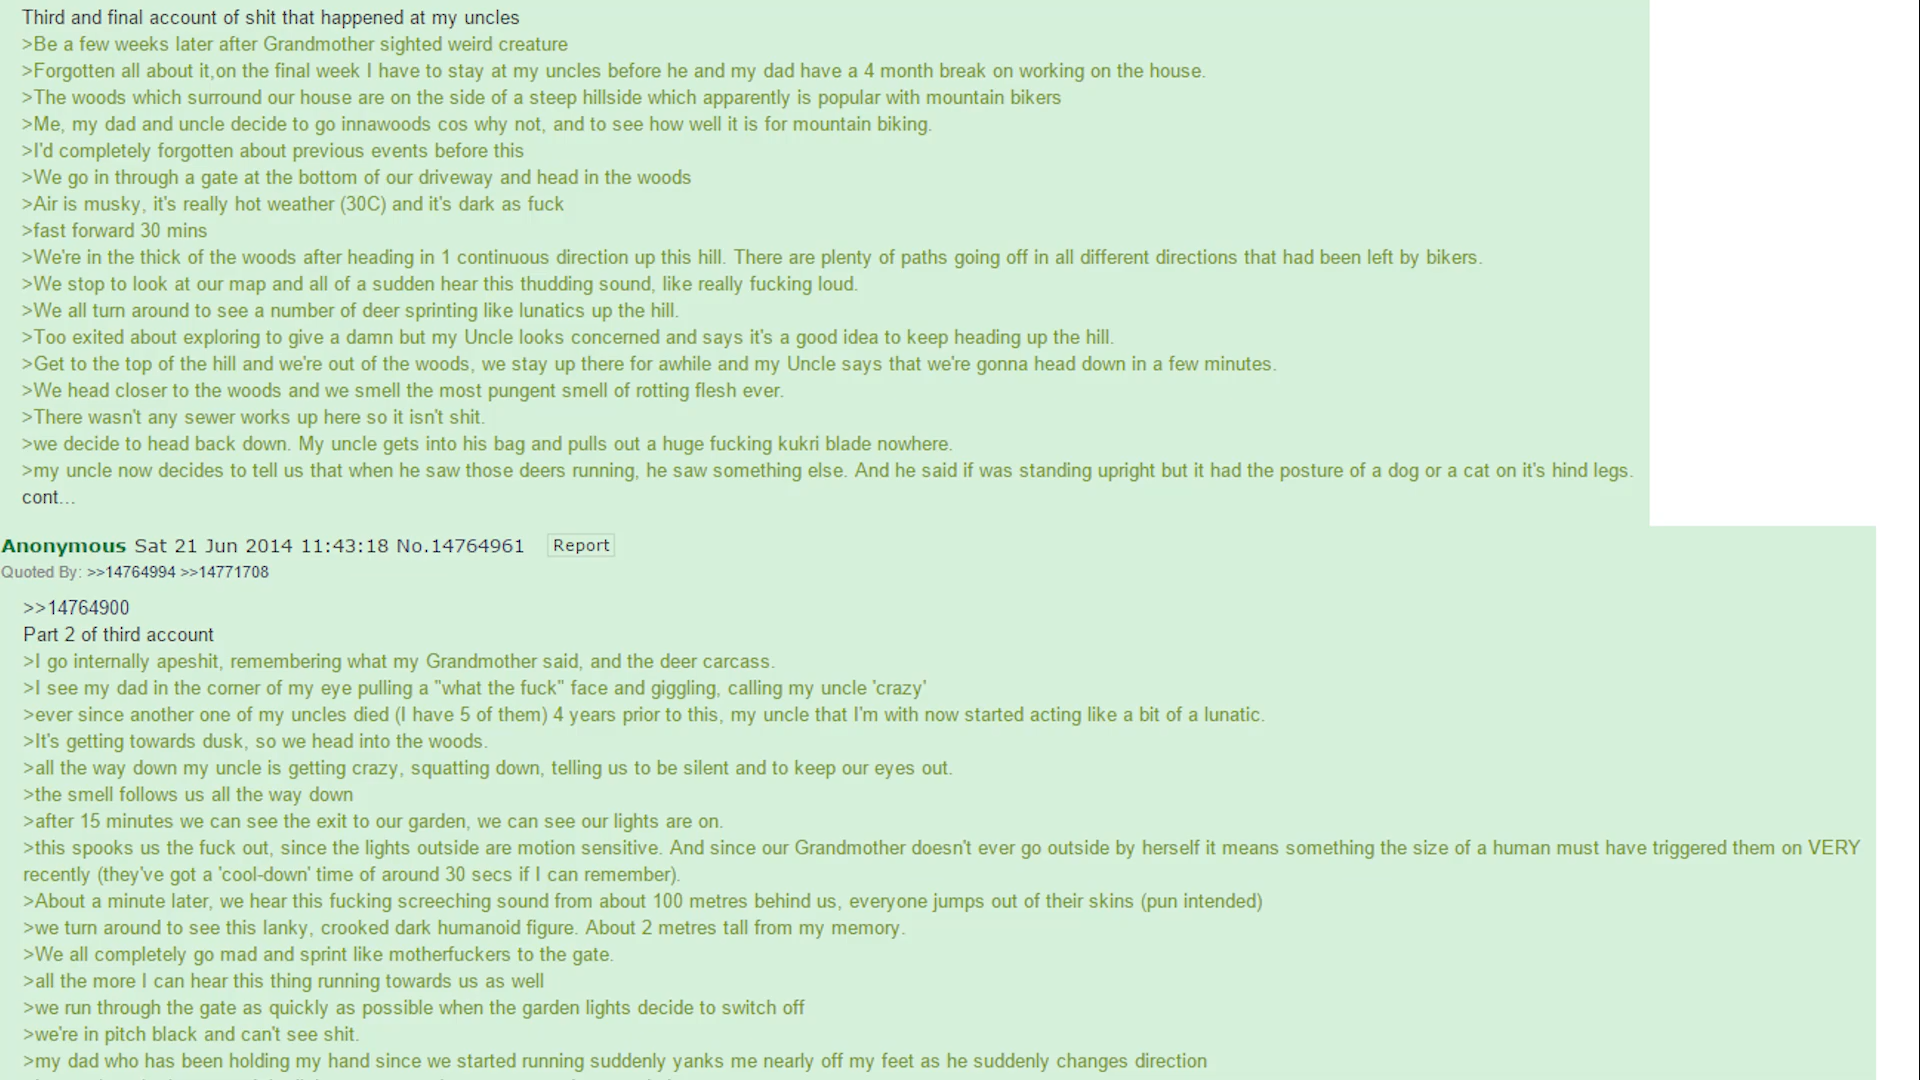 Third and final account of shit that happened at my uncles
>Be a few weeks later after Grandmother sighted weird creature
>Forgotten all about it,on the final week I have to stay at my uncles before he and my dad have a 4 month break on working on the house.
>The woods which surround our house are on the side of a steep hillside which apparently is popular with mountain bikers
>Me, my dad and uncle decide to go innawoods cos why not, and to see how well it is for mountain biking.
>I'd completely forgotten about previous events before this
>We go in through a gate at the bottom of our driveway and head in the woods
>Air is musky, it's really hot weather (30C) and it's dark as fuck
>fast forward 30 mins
>We're in the thick of the woods after heading in 1 continuous direction up this hill. There are plenty of paths going off in all different directions that had been left by bikers.
>We stop to look at our map and all of a sudden hear this thudding sound, like really fucking loud.
>We all turn around to see a number of deer sprinting like lunatics up the hill.
>Too exited about exploring to give a damn but my Uncle looks concerned and says it's a good idea to keep heading up the hill.
>Get to the top of the hill and we're out of the woods, we stay up there for awhile and my Uncle says that we're gonna head down in a few minutes.
>We head closer to the woods and we smell the most pungent smell of rotting flesh ever.
>There wasn't any sewer works up here so it isn't shit.
>we decide to head back down. My uncle gets into his bag and pulls out a huge fucking kukri blade nowhere.
>my uncle now decides to tell us that when he saw those deers running, he saw something else. And he said if was standing upright but it had the posture of a dog or a cat on it's hind legs.
cont...
Anonymous Sat 21 Jun 2014 11:43:18 No.14764961 Report
Quoted By: >>14764994 >>14771708
>>14764900
Part 2 of third account
>I go internally apeshit, remembering what my Grandmother said, and the deer carcass.
>I see my dad in the corner of my eye pulling a "what the fuck" face and giggling, calling my uncle 'crazy'
>ever since another one of my uncles died (I have 5 of them) 4 years prior to this, my uncle that I'm with now started acting like a bit of a lunatic.
>It's getting towards dusk, so we head into the woods.
>all the way down my uncle is getting crazy, squatting down, telling us to be silent and to keep our eyes out.
>the smell follows us all the way down
>after 15 minutes we can see the exit to our garden, we can see our lights are on.
>this spooks us the fuck out, since the lights outside are motion sensitive. And since our Grandmother doesn't ever go outside by herself it means something the size of a human must have triggered them on VERY
recently (they've got a 'cool-down' time of around 30 secs if I can remember).
>About a minute later, we hear this fucking screeching sound from about 100 metres behind us, everyone jumps out of their skins (pun intended)
>we turn around to see this lanky, crooked dark humanoid figure. About 2 metres tall from my memory.
>We all completely go mad and sprint like motherfuckers to the gate.
>all the more I can hear this thing running towards us as well
>we run through the gate as quickly as possible when the garden lights decide to switch off
>we're in pitch black and can't see shit.
>my dad who has been holding my hand since we started running suddenly yanks me nearly off my feet as he suddenly changes direction